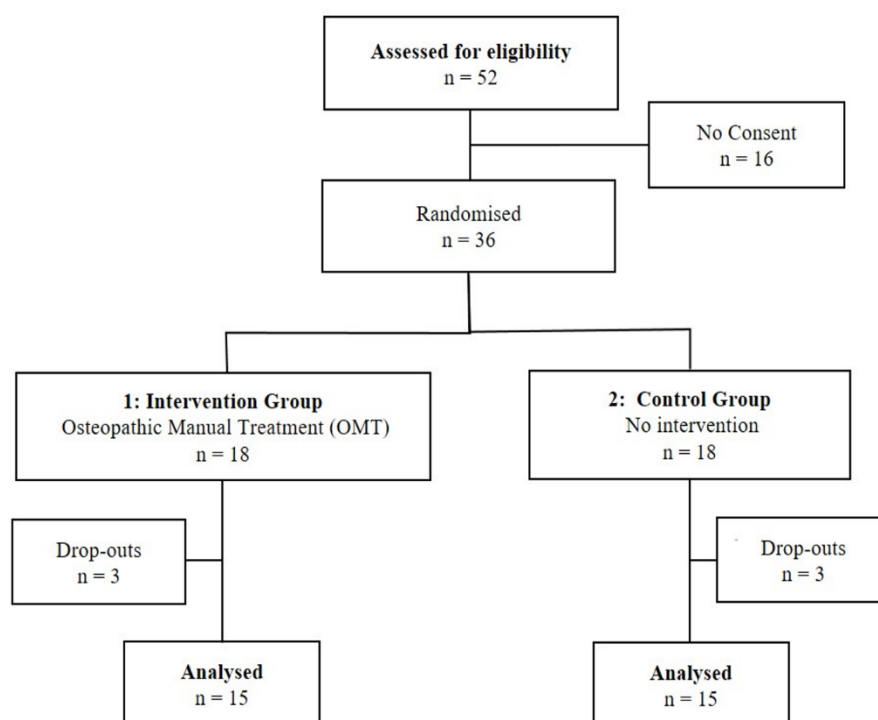 Assessed for eligibility
n = 52
No Consent
n = 16
Randomised
n = 36
1: Intervention Group
Osteopathic Manual Treatment (OMT)
n = 18
2: Control Group
No intervention
n = 18
Drop-outs
n = 3
Drop-outs
n = 3
Analysed
n = 15
Analysed
n = 15